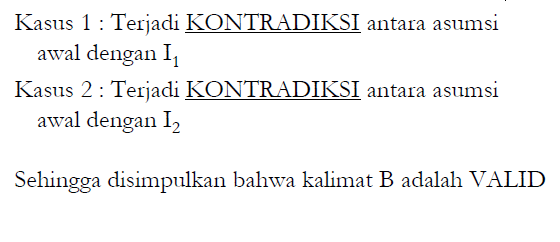 Kasus 1 : Terjadi KONTRADIKSI antara asumsi
awal dengan I₁
Kasus 2 : Terjadi KONTRADIKSI antara asumsi
awal dengan I₂
Sehingga disimpulkan bahwa kalimat B adalah VALID